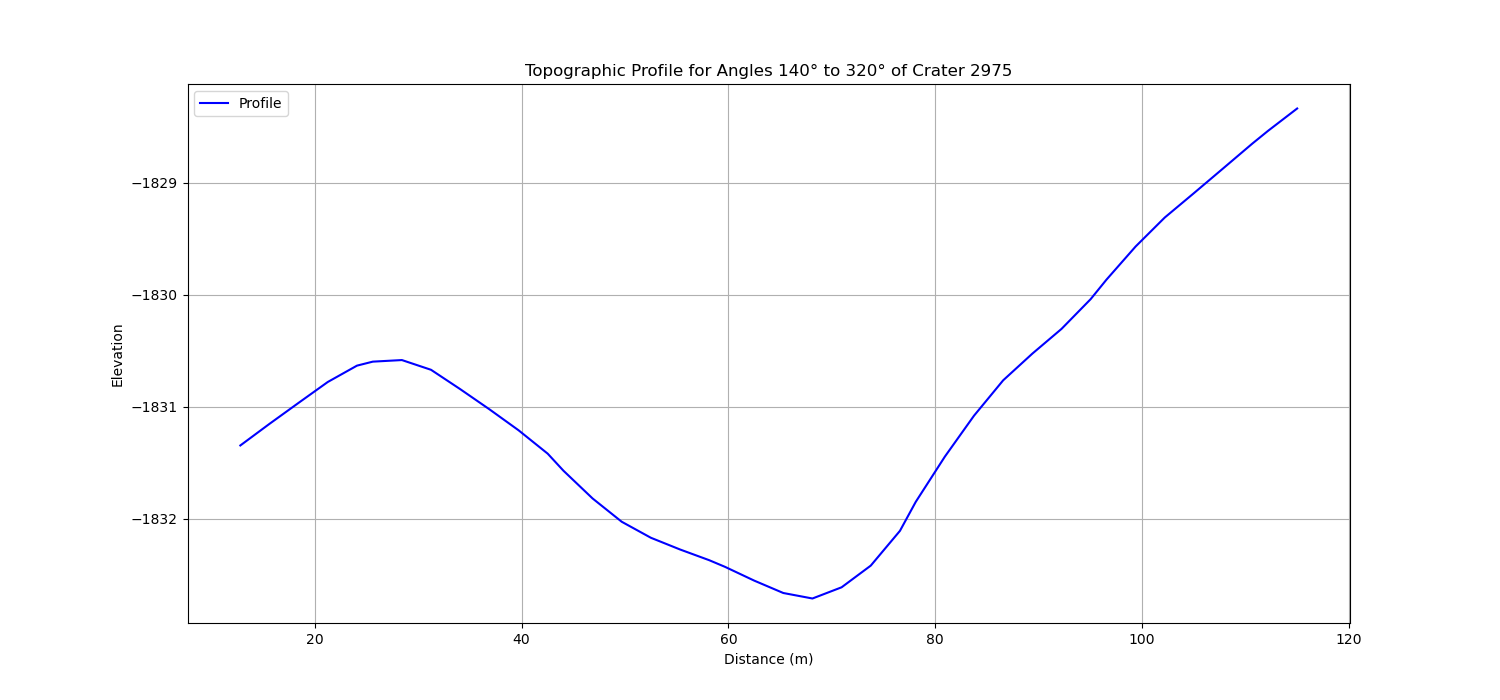 Topographic Profile for Angles 140° to 320° of Crater 2975
Profile
−1829
−1830
−1831
−1832
Elevation
20 40 60 80 100 120
Distance (m)